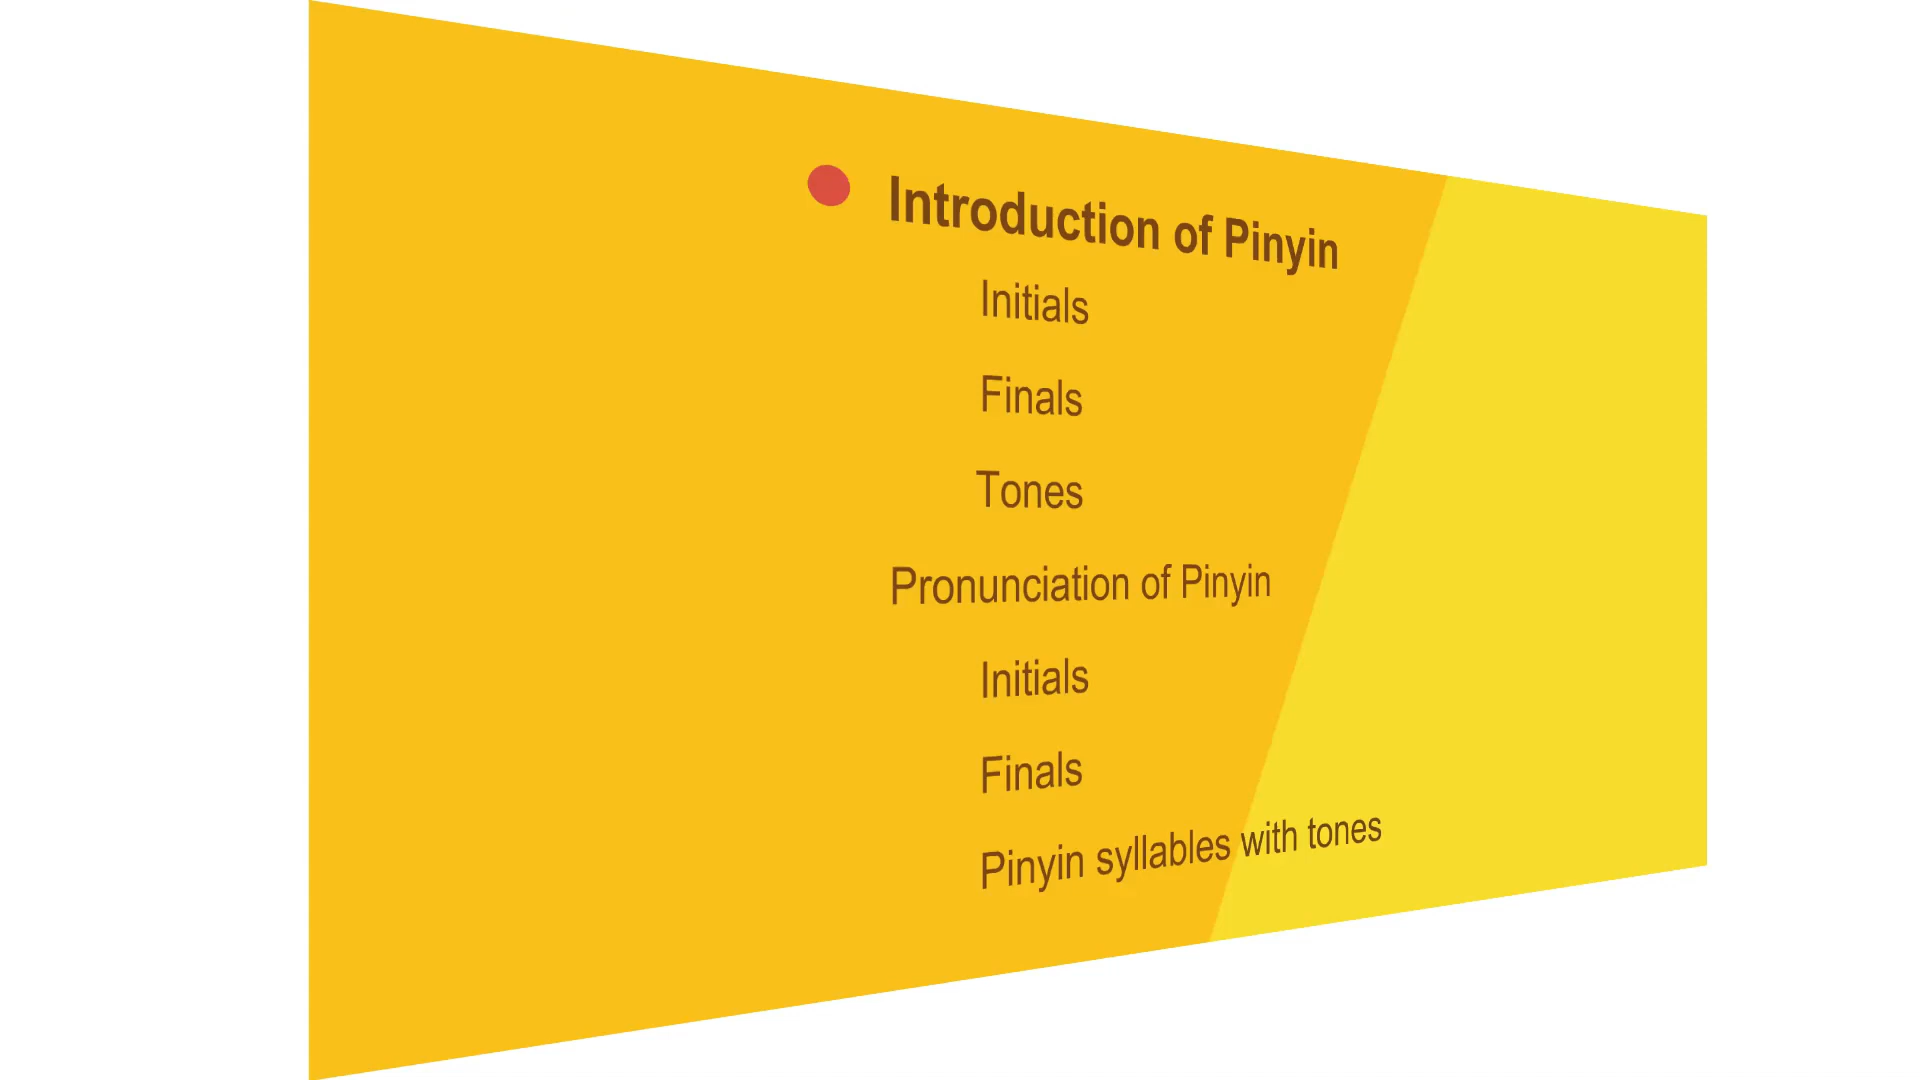 Introduction of Pinyin
Initials
Finals
Tones
Pronunciation of Pinyin
Initials
Finals
Pinyin syllables with tones